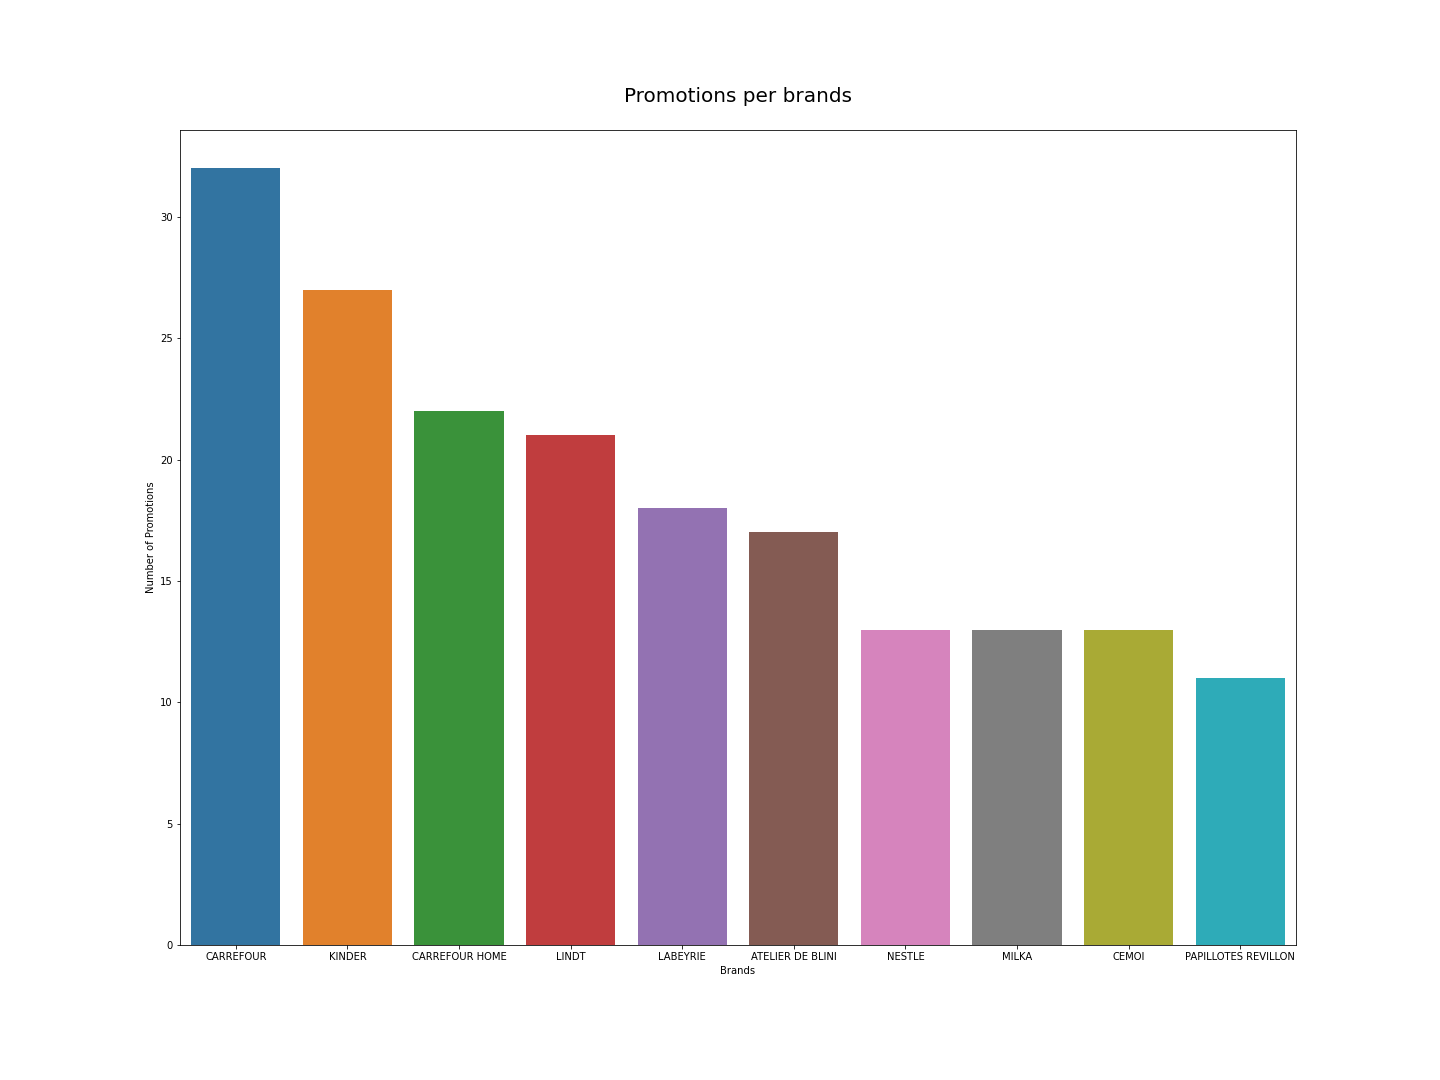 Promotions per brands
30
25
20
15
10
5
0
Number of Promotions
CARREFOUR KINDER CARREFOUR HOME LINDT LABEYRIE ATELIER DE BLINI NESTLE MILKA CEMOI PAPILLOTES REVILLON
Brands